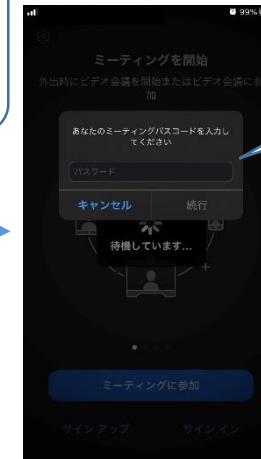 99%
ミーティングを開始
外出時にビデオ会議を開始またはビデオ会議に参
加
あなたのミーティングパスコードを入力し
てください
パスワード
キャンセル
続行
待機しています...
ミーティングに参加
サイン アップ
サイン イン